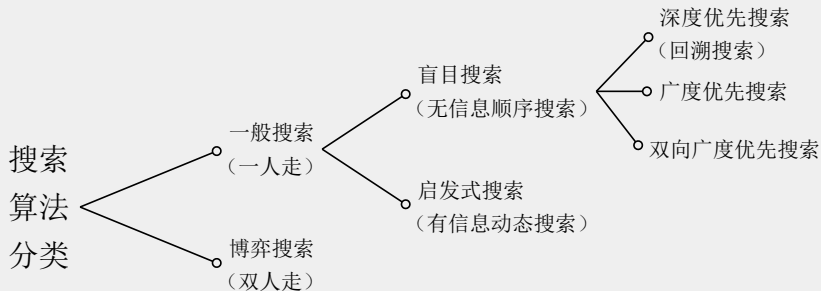 搜索
算法
分类
一般搜索
（一人走）
博弈搜索
（双人走）
盲目搜索
（无信息顺序搜索）
启发式搜索
（有信息动态搜索）
深度优先搜索
（回溯搜索）
广度优先搜索
双向广度优先搜索